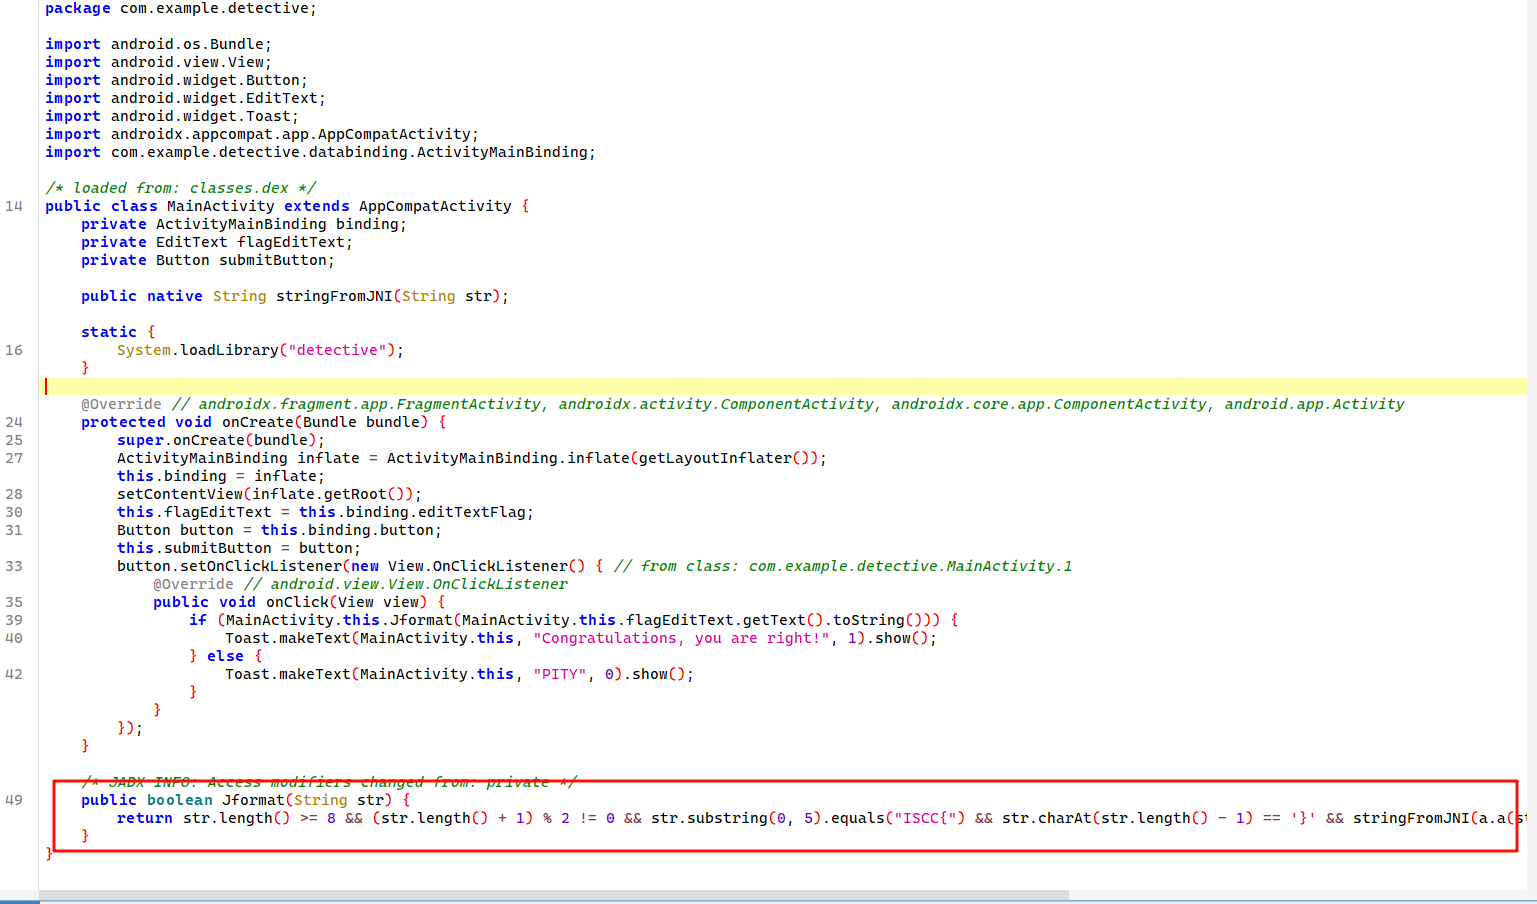 package com.example.detective;
import android.os.Bundle;
import android.view.View;
import android.widget.Button;
import android.widget.EditText;
import android.widget.Toast;
import androidx.appcompat.app.AppCompatActivity;
import com.example.detective.databinding.ActivityMainBinding;
/* loaded from: classes.dex */
14 public class MainActivity extends AppCompatActivity {
private ActivityMainBinding binding;
private EditText flagEditText;
private Button submitButton;
public native String stringFromJNI(String str);
static {
16 System.loadLibrary("detective");
}
@Override // androidx.fragment.app.FragmentActivity, androidx.activity.ComponentActivity, androidx.core.app.ComponentActivity, android.app.Activity
24 protected void onCreate(Bundle bundle) {
25 super.onCreate(bundle);
27 ActivityMainBinding inflate = ActivityMainBinding.inflate(getLayoutInflater());
this.binding = inflate;
28 setContentView(inflate.getRoot());
30 this.flagEditText = this.binding.editTextFlag;
31 Button button = this.binding.button;
this.submitButton = button;
33 button.setOnClickListener(new View.OnClickListener() { // from class: com.example.detective.MainActivity.1
@Override // android.view.View.OnClickListener
35 public void onClick(View view) {
39 if (MainActivity.this.Jformat(MainActivity.this.flagEditText.getText().toString())) {
40 Toast.makeText(MainActivity.this, "Congratulations, you are right!", 1).show();
} else {
42 Toast.makeText(MainActivity.this, "PITY", 0).show();
}
}
});
}
/* JADX INFO: Access modifiers changed from: private */
49 public boolean Jformat(String str) {
return str.length() >= 8 && (str.length() + 1) % 2 != 0 && str.substring(0, 5).equals("ISCC{") && str.charAt(str.length() - 1) == '}' && stringFromJNI(a.a(st
}
}